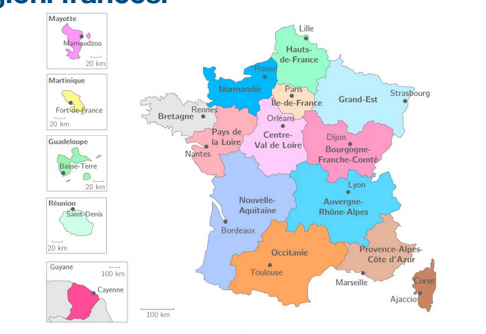 Mayotte
Mamoudzou
20 km
Martinique
Fort-de-France
20 km
Guadeloupe
Basse-Terre
20 km
Réunion
Saint-Denis
20 km
Guyane
100 km
Cayenne
100 km
Lille
Hauts-
de-France
Rouen
Normandie
Paris
Île-de-France
Grand-Est
Strasbourg
Rennes
Bretagne
Pays de
la Loire
Nantes
Orléans
Centre-
Val de Loire
Dijon
Bourgogne-
Franche-Comté
Nouvelle-
Aquitaine
Bordeaux
Lyon
Auvergne-
Rhône-Alpes
Occitanie
Toulouse
Provence-Alpes-
Côte d'Azur
Marseille
Corse
Ajaccio